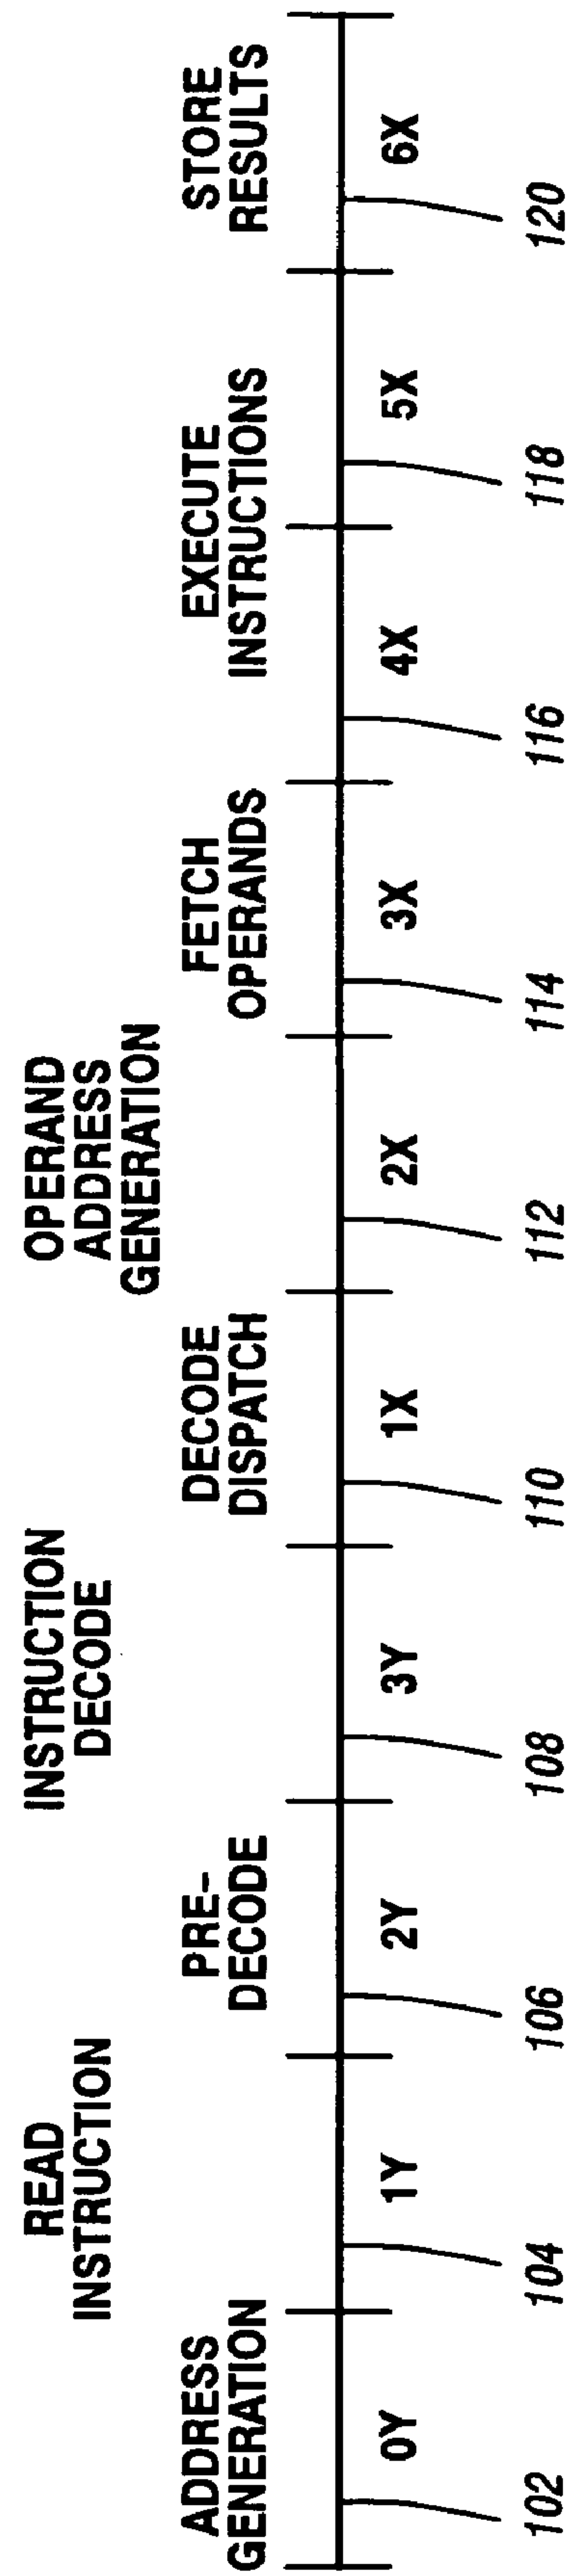 ADDRESS
GENERATION
READ
INSTRUCTION
PRE-
DECODE
INSTRUCTION
DECODE
DECODE
DISPATCH
OPERAND
ADDRESS
GENERATION
FETCH
OPERANDS
EXECUTE
INSTRUCTIONS
STORE
RESULTS
0Y 1Y 2Y 3Y 1X 2X 3X 4X 5X 6X
102 104 106 108 110 112 114 116 118 120